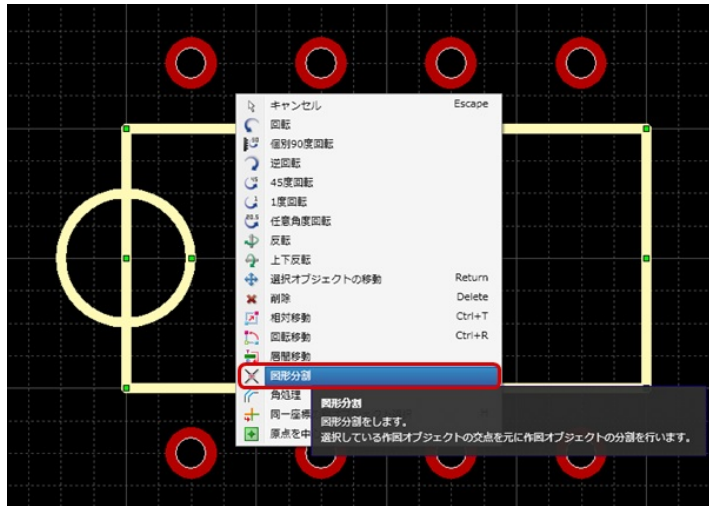 キャンセル Escape
回転
個別90度回転
逆回転
45度回転
1度回転
任意角度回転
反転
上下反転
選択オブジェクトの移動 Return
削除 Delete
相対移動 Ctrl+T
回転移動 Ctrl+R
層間移動
図形分割
角処理
図形分割
同一座標
図形分割をします。
原点を中
選択している作図オブジェクトの交点を元に作図オブジェクトの分割を行います。